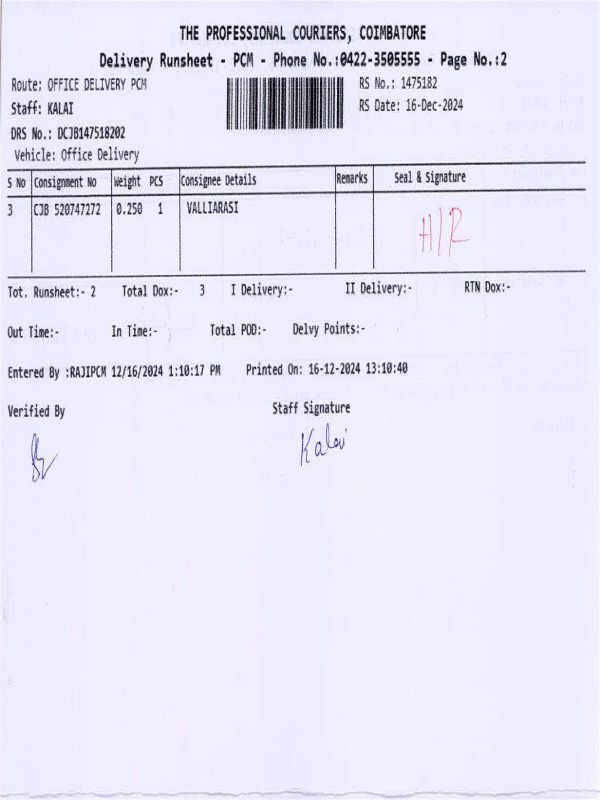 THE PROFESSIONAL COURIERS, COIMBATORE
Delivery Runsheet - PCM - Phone No.:0422-3505555 - Page No.:2
Route: OFFICE DELIVERY PCM RS No.: 1475182
Staff: KALAI RS Date: 16-Dec-2024
DRS No.: DCJB147518202
Vehicle: Office Delivery
S No Consignment No Weight PCS Consignee Details Remarks Seal & Signature
3 CJB 520747272 0.250 1 VALLIARASI H/R
Tot. Runsheet:- 2 Total Dox:- 3 I Delivery:- II Delivery:- RTN Dox:-
Out Time:- In Time:- Total POD:- Delvy Points:-
Entered By :RAJIPCM 12/16/2024 1:10:17 PM Printed On: 16-12-2024 13:10:40
Verified By Staff Signature
Kalai